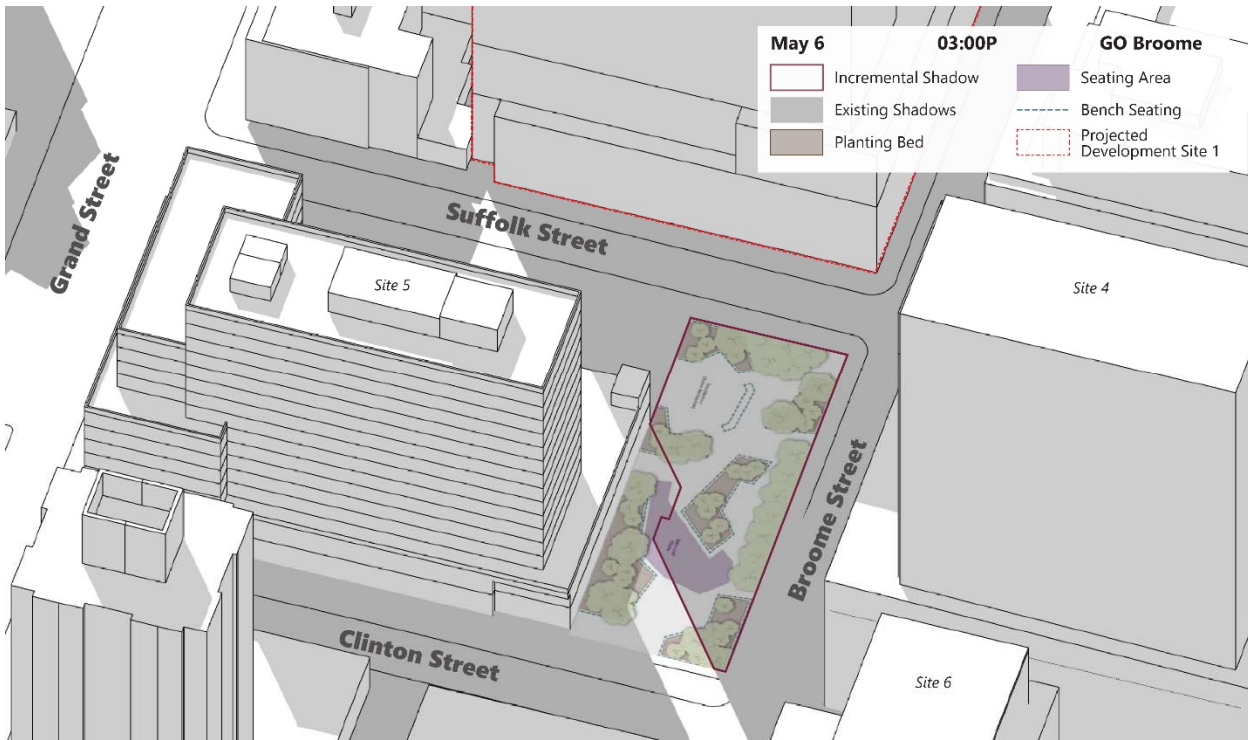 May 6 03:00P GO Broome
Incremental Shadow
Seating Area
Existing Shadows
Bench Seating
Planting Bed
Projected
Development Site 1
Grand Street
Suffolk Street
Site 5
Site 4
Broome Street
Clinton Street
Site 6